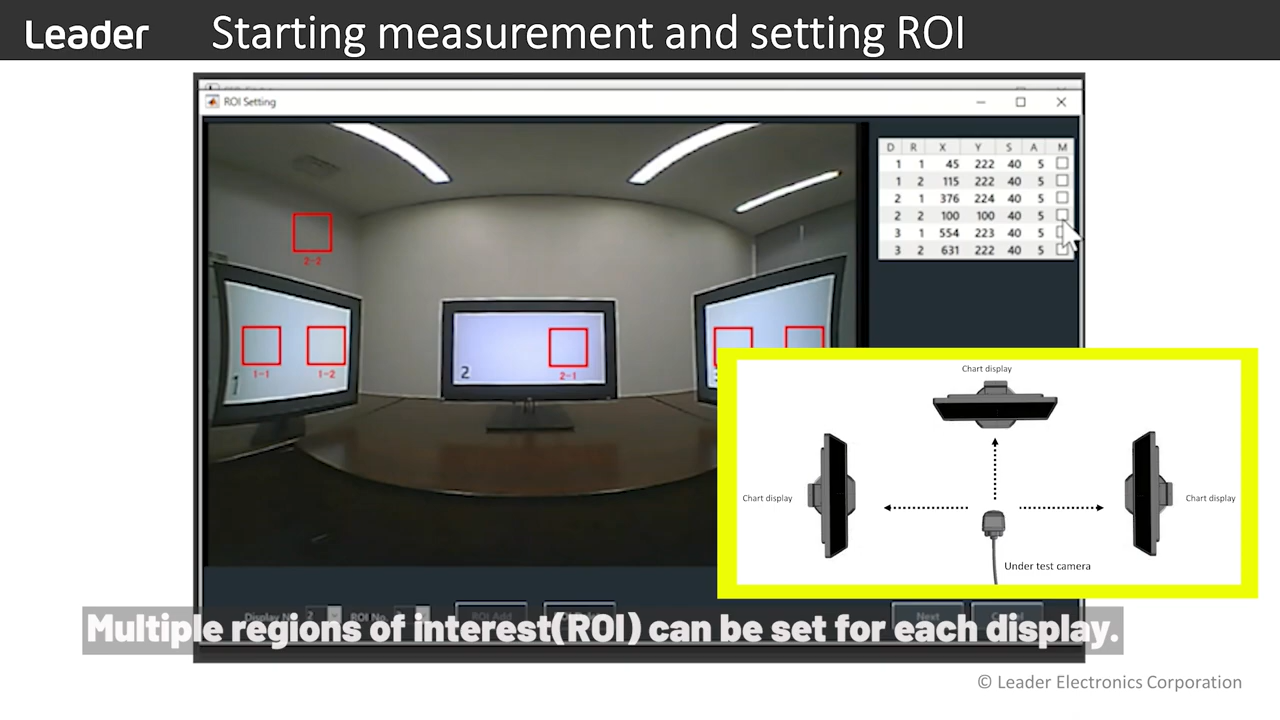 Leader
Starting measurement and setting ROI
ROI Setting
D R X Y S A M
1 1 45 222 40 5
1 2 115 222 40 5
2 1 376 224 40 5
2 2 100 100 40 5
3 1 554 223 40 5
3 2 631 222 40 5
2-2
1-1
1-2
1
2
2-1
Chart display
Chart display
Chart display
Under test camera
ROI No.
Next
Multiple regions of interest(ROI) can be set for each display.
© Leader Electronics Corporation